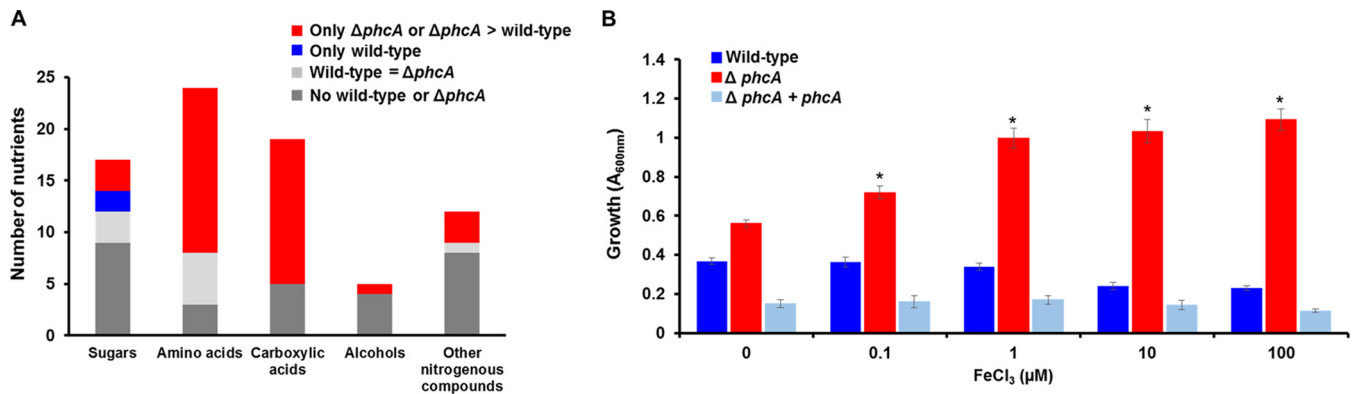 A
Only ΔphcA or ΔphcA > wild-type
Only wild-type
Wild-type = ΔphcA
No wild-type or ΔphcA
Number of nutrients
25
20
15
10
5
0
Sugars
Amino acids
Carboxylic
acids
Alcohols
Other
nitrogenous
compounds
B
Wild-type
Δ phcA
Δ phcA + phcA
Growth (A600nm)
1.4
1.2
1
0.8
0.6
0.4
0.2
0
*
*
*
*
0
0.1
1
10
100
FeCl3 (µM)